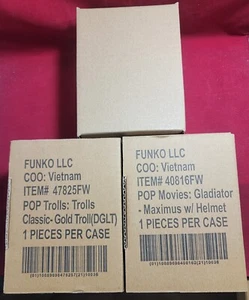 FUNKO LLC
COO: Vietnam
ITEM# 47825FW
POP Trolls: Trolls
Classic- Gold Troll(DGLT)
1 PIECES PER CASE
FUNKO LLC
COO: Vietnam
ITEM# 40816FW
POP Movies: Gladiator
- Maximus w/ Helmet
1 PIECES PER CASE